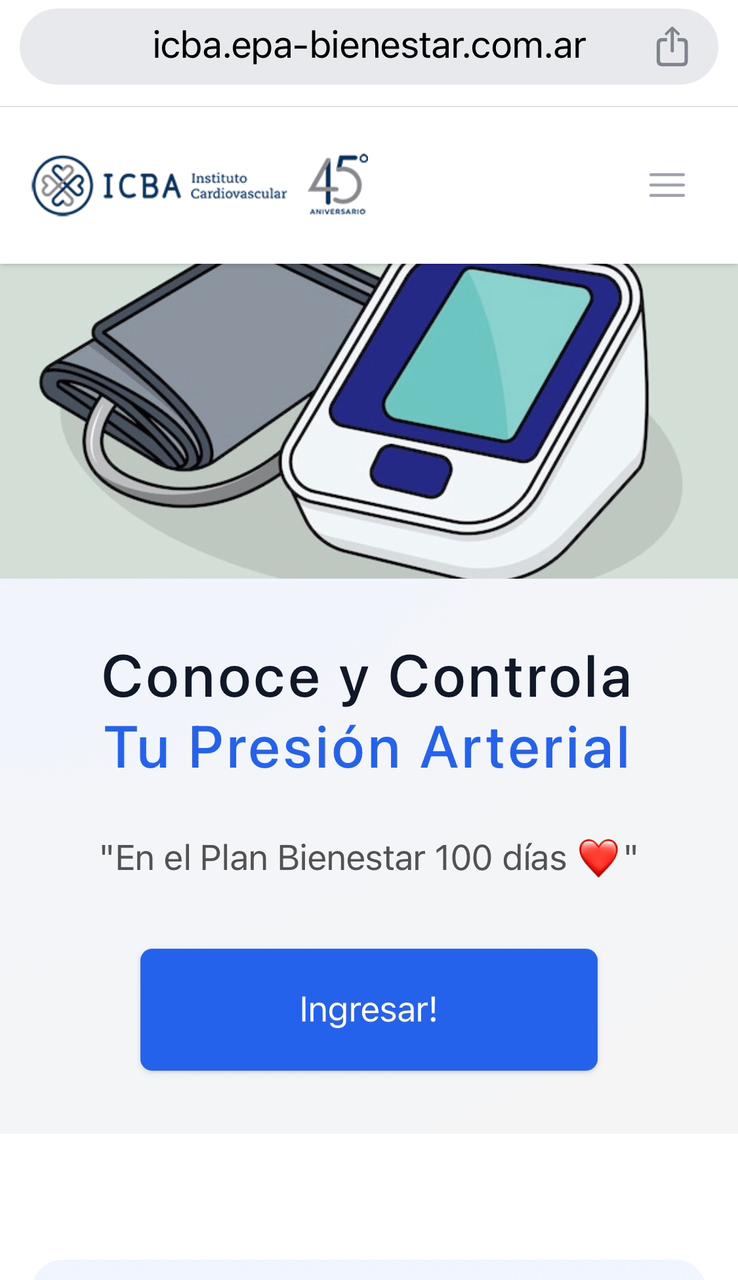 icba.epa-bienestar.com.ar
ICBA Instituto
Cardiovascular
45°
ANIVERSARIO
Conoce y Controla
Tu Presión Arterial
"En el Plan Bienestar 100 días ❤️"
Ingresar!